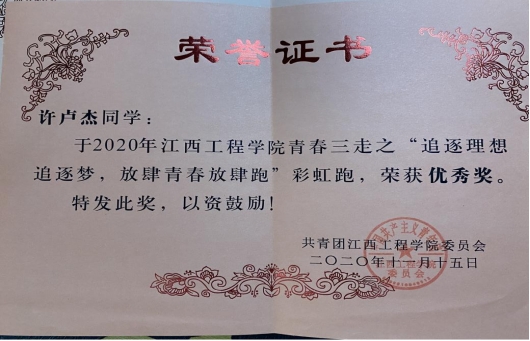 荣誉证书
许卢杰同学：
于2020年江西工程学院青春三走之“追逐理想
追逐梦，放肆青春放肆跑”彩虹跑，荣获优秀奖。
特发此奖，以资鼓励！
共青团江西工程学院委员会
二〇二〇年十一月十五日
委员会